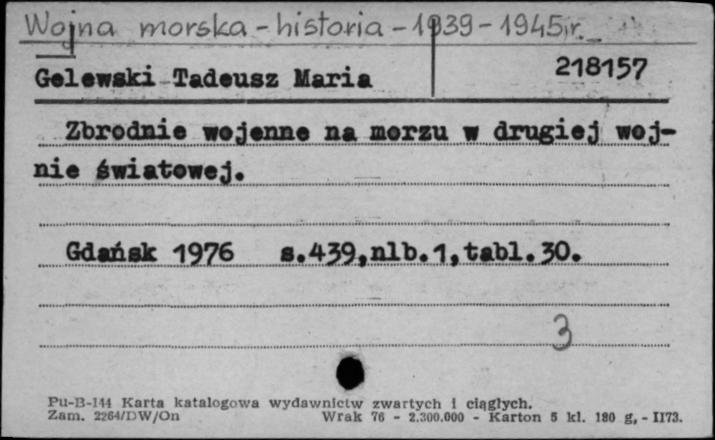 Wojna morska - historia - 1939 - 1945 r.
Gelewski Tadeusz Maria 218157
Zbrodnie wojenne na morzu w drugiej woj-
nie światowej.
Gdańsk 1976 s.439,nlb.1,tabl.30.
3
Pu-B-144 Karta katalogowa wydawnictw zwartych i ciągłych.
Zam. 2264/DW/On Wrak 76 - 2.300.000 - Karton 5 kl. 180 g, - II73.